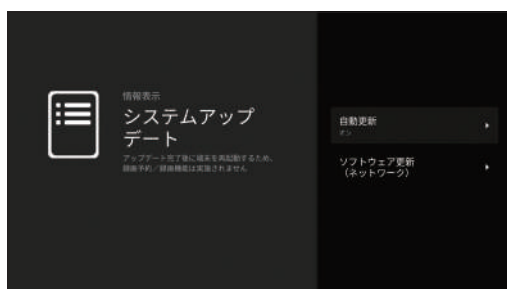 情報表示
システムアップ
デート
アップデート完了後に端末を再起動するため、
録画予約／録画機能は実施されません
自動更新
オン
ソフトウェア更新
（ネットワーク）